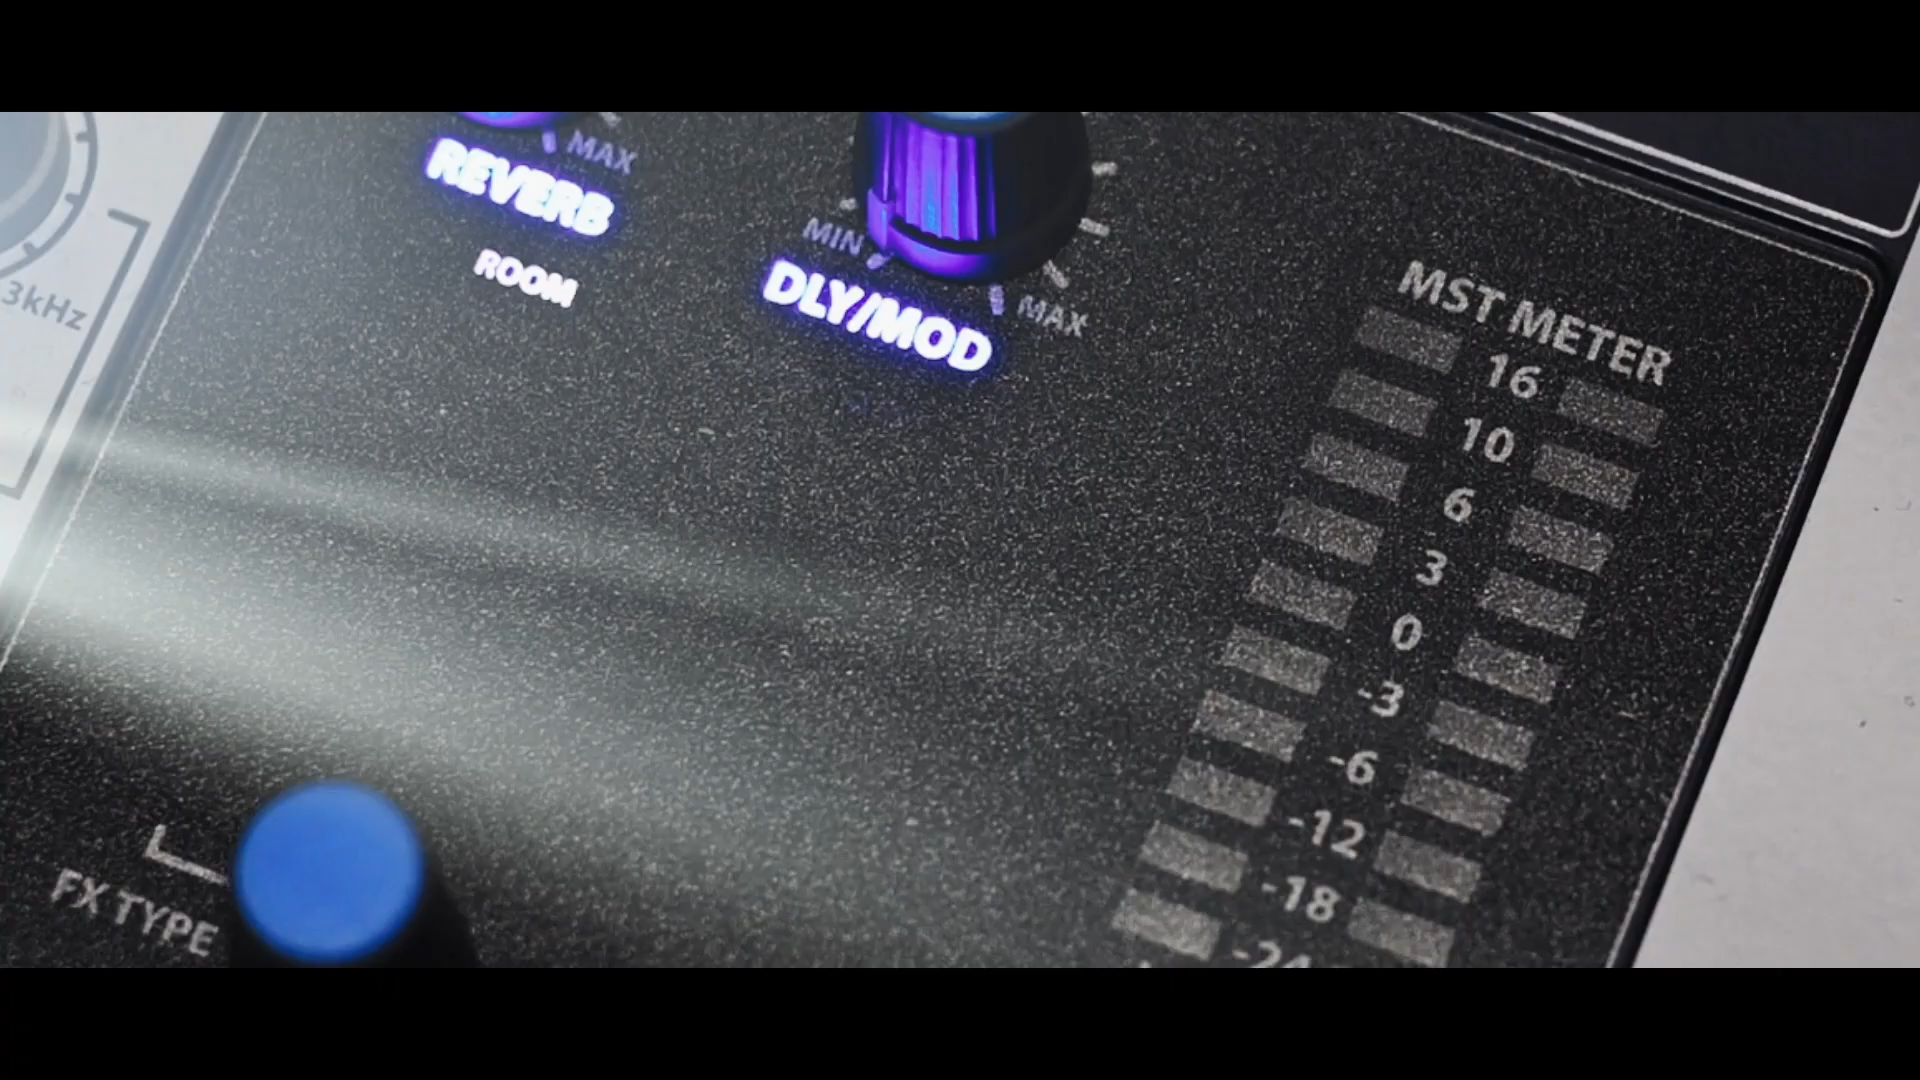 MAX
REVERB
ROOM
MIN
MAX
DLY/MOD
3kHz
MST METER
16
10
6
3
0
-3
-6
-12
-18
-24
FX TYPE